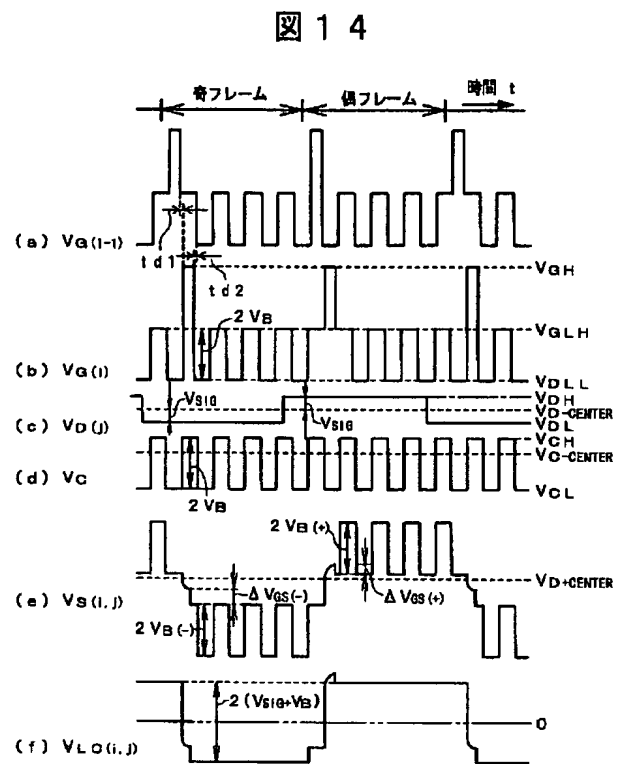 図１４
奇フレーム
偶フレーム
時間 t
(a) VG(i-1)
td1
td2
VGH
2VB
VGLH
(b) VG(i)
VDLL
VSIG
VDH
VD-CENTER
(c) VD(j)
VSIG
VDL
VCH
VC-CENTER
(d) VC
2VB
VCL
2VB(+)
VD+CENTER
(e) VS(i,j)
ΔVGS(-)
ΔVGS(+)
2VB(-)
2(VSIG+VB)
0
(f) VLC(i,j)